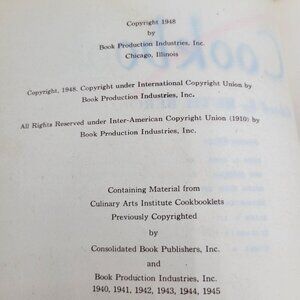 Copyright 1948
by
Book Production Industries, Inc.
Chicago, Illinois
Copyright, 1948. Copyright under International Copyright Union by
Book Production Industries, Inc.
All Rights Reserved under Inter-American Copyright Union (1910) by
Book Production Industries, Inc.
Containing Material from
Culinary Arts Institute Cookbooklets
Previously Copyrighted
by
Consolidated Book Publishers, Inc.
and
Book Production Industries, Inc.
1940, 1941, 1942, 1943, 1944, 1945